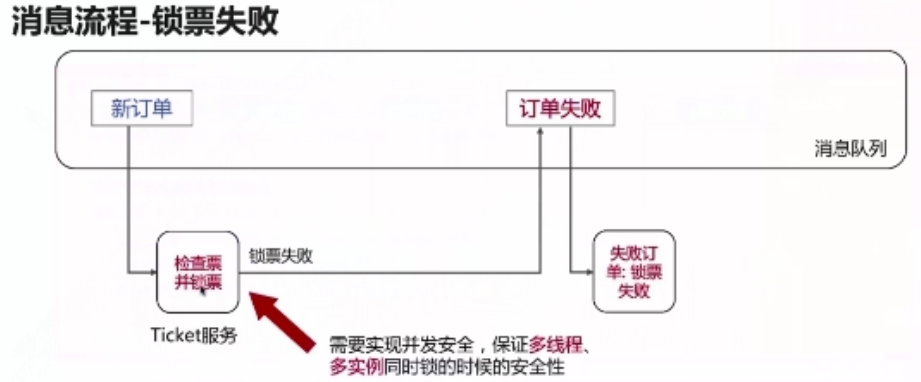 消息流程-锁票失败
新订单
订单失败
消息队列
检查票
并锁票
锁票失败
失败订
单: 锁票
失败
Ticket服务
需要实现并发安全，保证多线程、
多实例同时锁的时候的安全性